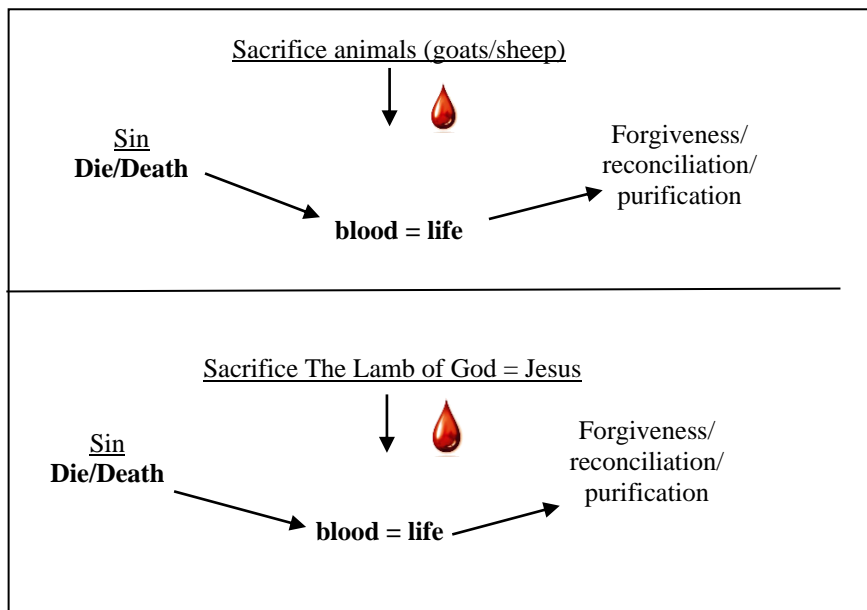 Sacrifice animals (goats/sheep)
Sin
Die/Death
blood = life
Forgiveness/
reconciliation/
purification
Sacrifice The Lamb of God = Jesus
Sin
Die/Death
blood = life
Forgiveness/
reconciliation/
purification